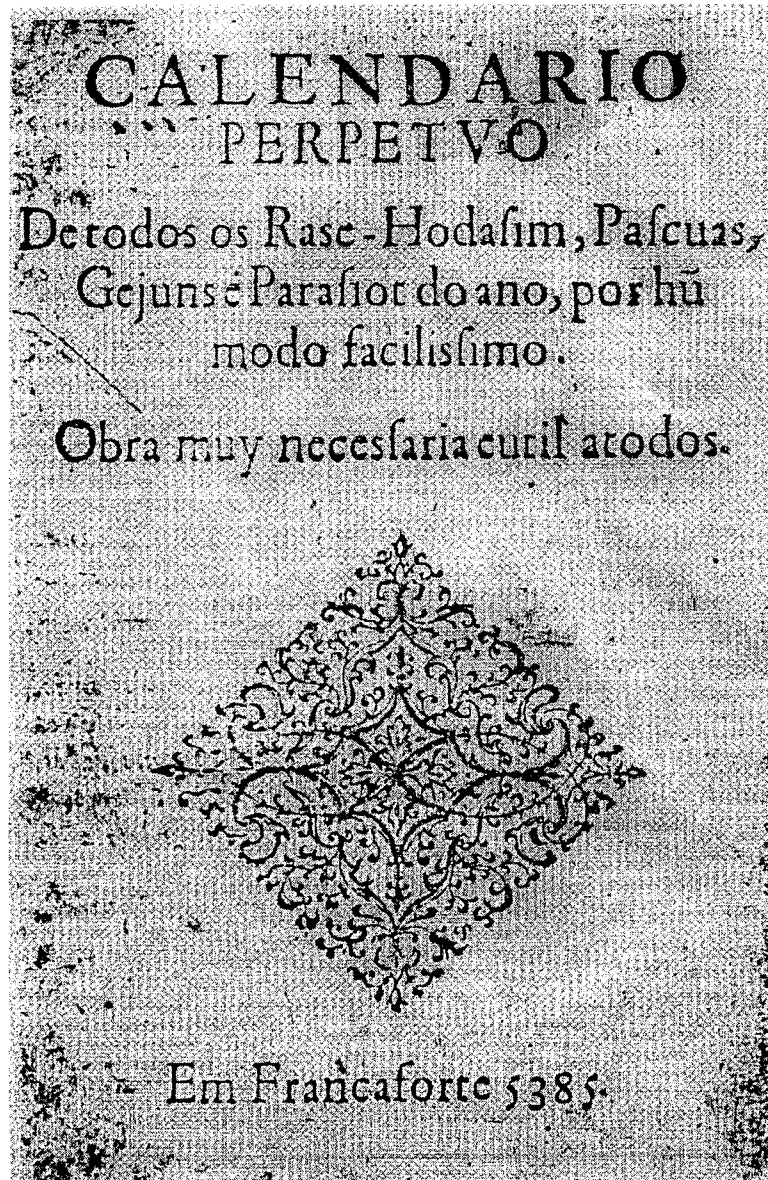 CALENDARIO
PERPETVO
De todos os Rase-Hodaſim, Paſcuas,
Gejuns é Paraſiot do ano, por hũ
modo facilisſimo.
Obra muy necesſaria e util a todos.
Em Francaforte 5385.